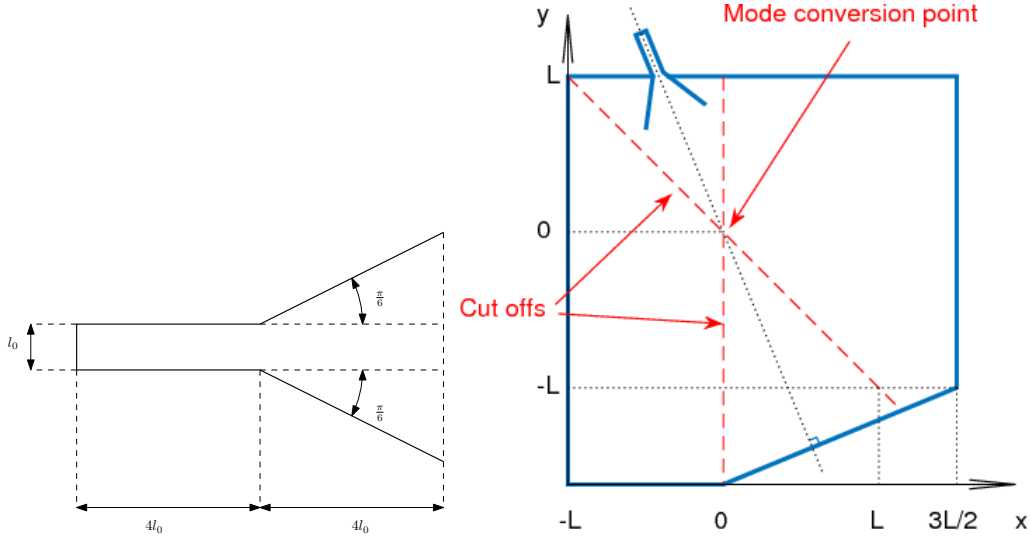 l₀
π/6
π/6
4l₀
4l₀
y
Mode conversion point
L
0
Cut offs
-L
-L
0
L
3L/2
x